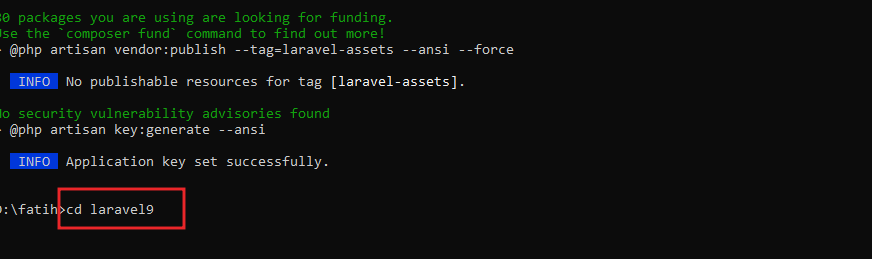 80 packages you are using are looking for funding.
Use the `composer fund` command to find out more!
> @php artisan vendor:publish --tag=laravel-assets --ansi --force
INFO No publishable resources for tag [laravel-assets].
No security vulnerability advisories found
> @php artisan key:generate --ansi
INFO Application key set successfully.
D:\fatih>cd laravel9